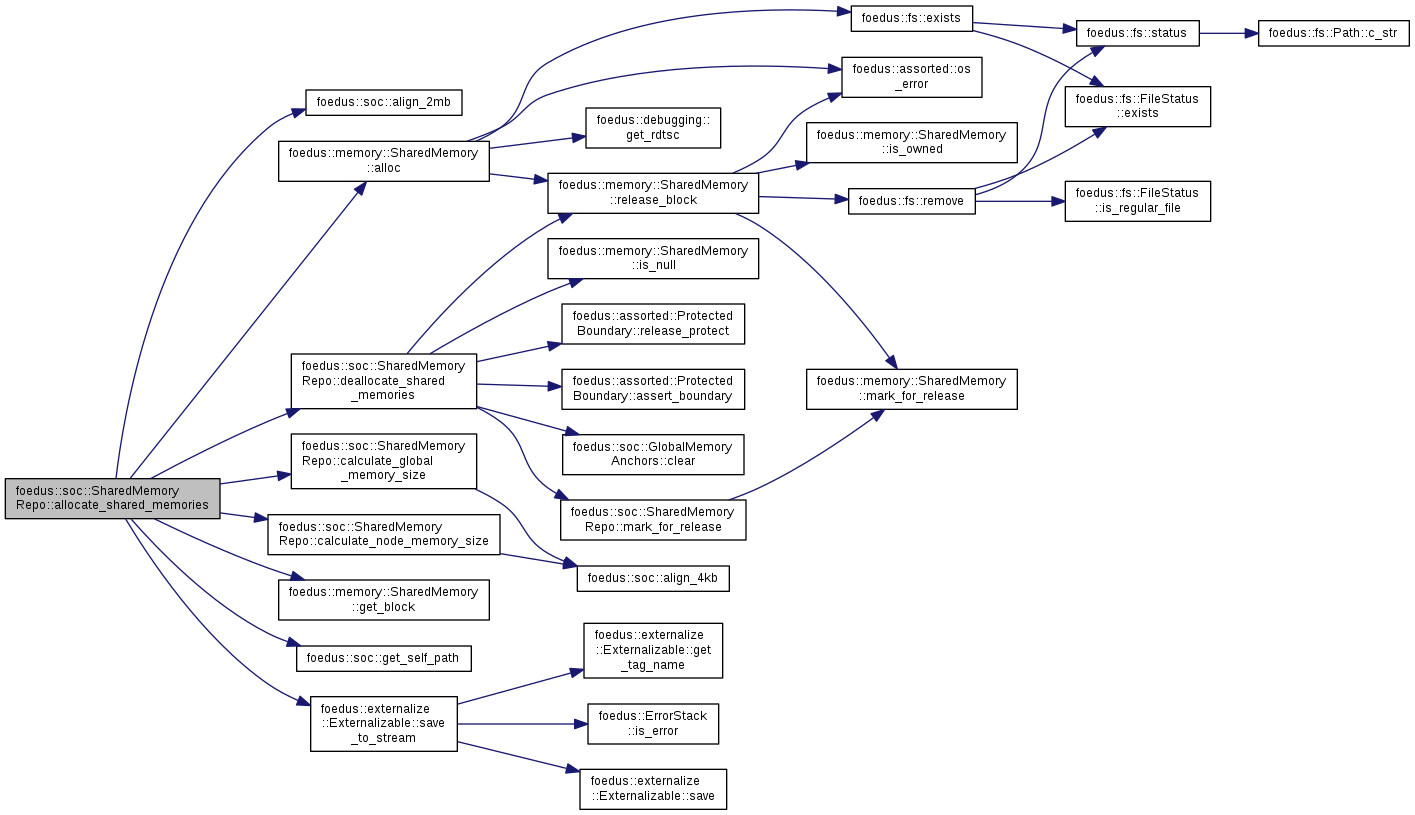 foedus::soc::SharedMemory
Repo::allocate_shared_memories
foedus::soc::align_2mb
foedus::memory::SharedMemory
::alloc
foedus::soc::SharedMemory
Repo::deallocate_shared
_memories
foedus::soc::SharedMemory
Repo::calculate_global
_memory_size
foedus::soc::SharedMemory
Repo::calculate_node_memory_size
foedus::memory::SharedMemory
::get_block
foedus::soc::get_self_path
foedus::externalize
::Externalizable::save
_to_stream
foedus::debugging::
get_rdtsc
foedus::memory::SharedMemory
::release_block
foedus::memory::SharedMemory
::is_null
foedus::assorted::Protected
Boundary::release_protect
foedus::assorted::Protected
Boundary::assert_boundary
foedus::soc::GlobalMemory
Anchors::clear
foedus::soc::SharedMemory
Repo::mark_for_release
foedus::soc::align_4kb
foedus::externalize
::Externalizable::get
_tag_name
foedus::ErrorStack
::is_error
foedus::externalize
::Externalizable::save
foedus::fs::exists
foedus::assorted::os
_error
foedus::memory::SharedMemory
::is_owned
foedus::fs::remove
foedus::memory::SharedMemory
::mark_for_release
foedus::fs::status
foedus::fs::FileStatus
::exists
foedus::fs::FileStatus
::is_regular_file
foedus::fs::Path::c_str